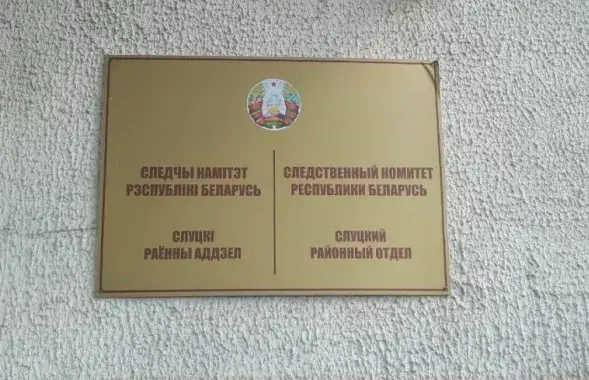 СЛЕДЧЫ КАМІТЭТ
РЭСПУБЛІКІ БЕЛАРУСЬ
СЛУЦКІ
РАЁННЫ АДДЗЕЛ
СЛЕДСТВЕННЫЙ КОМИТЕТ
РЕСПУБЛИКИ БЕЛАРУСЬ
СЛУЦКИЙ
РАЙОННЫЙ ОТДЕЛ